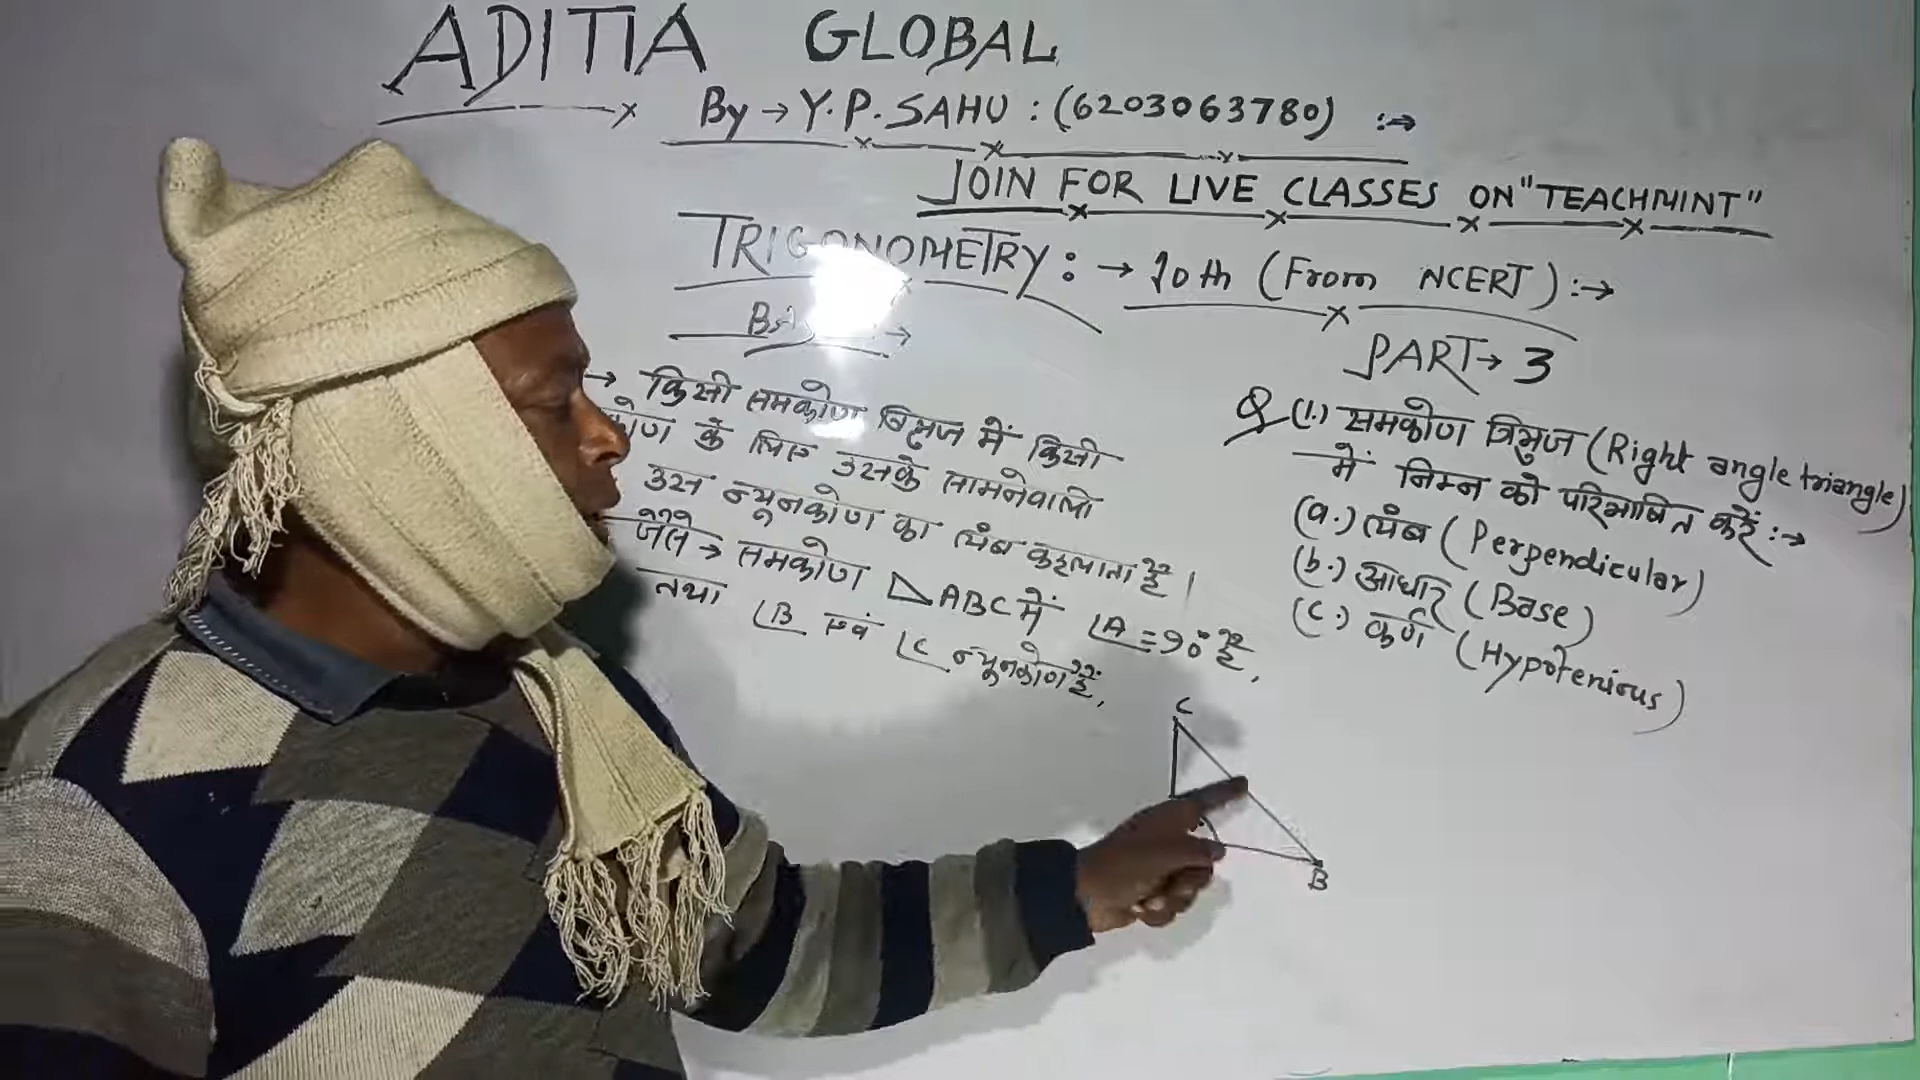 ADITIA GLOBAL
By → Y.P. SAHU : (6203063780) :→
JOIN FOR LIVE CLASSES ON "TEACHMINT"
TRIGONOMETRY : → 10th (From NCERT) :→
PART → 3
→ किसी समकोण त्रिभुज में किसी
कोण के लिए उसके सामनेवाली
उस न्यूनकोण का लंब कहलाता है।
जैसे → समकोण △ABC में ∠A = 90° है,
तथा ∠B एवं ∠C न्यूनकोण हैं,
Q (1.) समकोण त्रिभुज (Right angle triangle)
में निम्न को परिभाषित करें :→
(a.) लंब (Perpendicular)
(b.) आधार (Base)
(c.) कर्ण (Hypotenious)
C
B